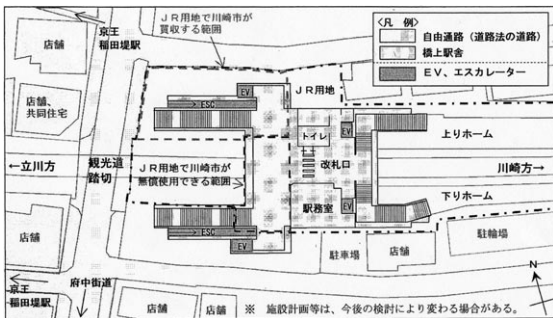 ＪＲ用地で川崎市が
買収する範囲
〈凡　例〉
自由通路（道路法の道路）
橋上駅舎
ＥＶ、エスカレーター
京王
稲田堤駅
店舗
店舗、
共同住宅
EV
ＪＲ用地
ESC
トイレ
EV
上りホーム
←立川方
観光道
踏切
ＪＲ用地で川崎市が
無償使用できる範囲
改札口
川崎方→
下りホーム
駅務室
EV
ESC
EV
店舗
駐車場
店舗
駐輪場
府中街道
京王
稲田堤駅
店舗
店舗
N
※　施設計画等は、今後の検討により変わる場合がある。